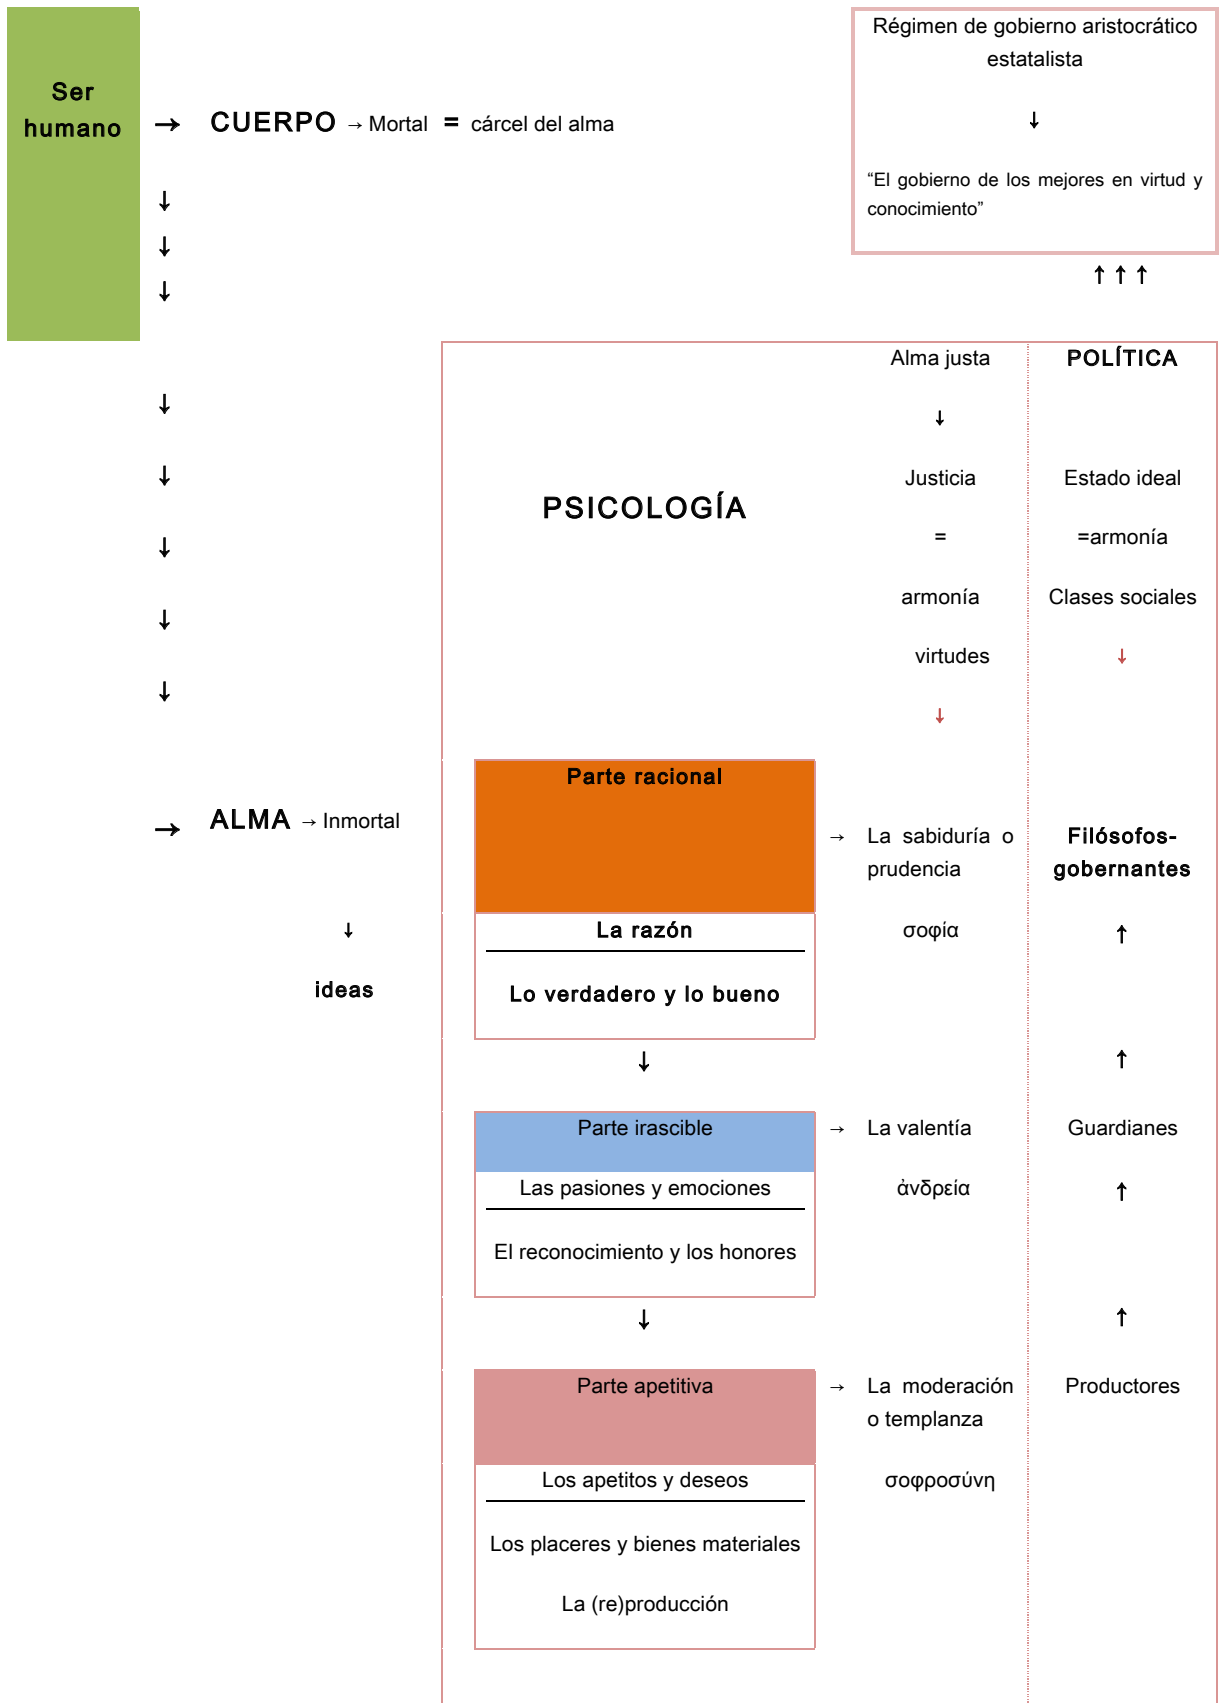 Ser
humano
→ CUERPO → Mortal = cárcel del alma
↓
↓
↓
Régimen de gobierno aristocrático
estatalista
↓
“El gobierno de los mejores en virtud y
conocimiento”
↑ ↑ ↑
↓
↓
↓
↓
↓
→ ALMA → Inmortal
↓
ideas
PSICOLOGÍA
Alma justa
↓
Justicia
=
armonía
virtudes
↓
POLÍTICA
Estado ideal
=armonía
Clases sociales
↓
Parte racional
La razón
Lo verdadero y lo bueno
→ La sabiduría o
prudencia
σοφία
Filósofos-
gobernantes
↑
↓
↑
Parte irascible
Las pasiones y emociones
El reconocimiento y los honores
→ La valentía
ἀνδρεία
Guardianes
↑
↓
↑
Parte apetitiva
Los apetitos y deseos
Los placeres y bienes materiales
La (re)producción
→ La moderación
o templanza
σοφροσύνη
Productores